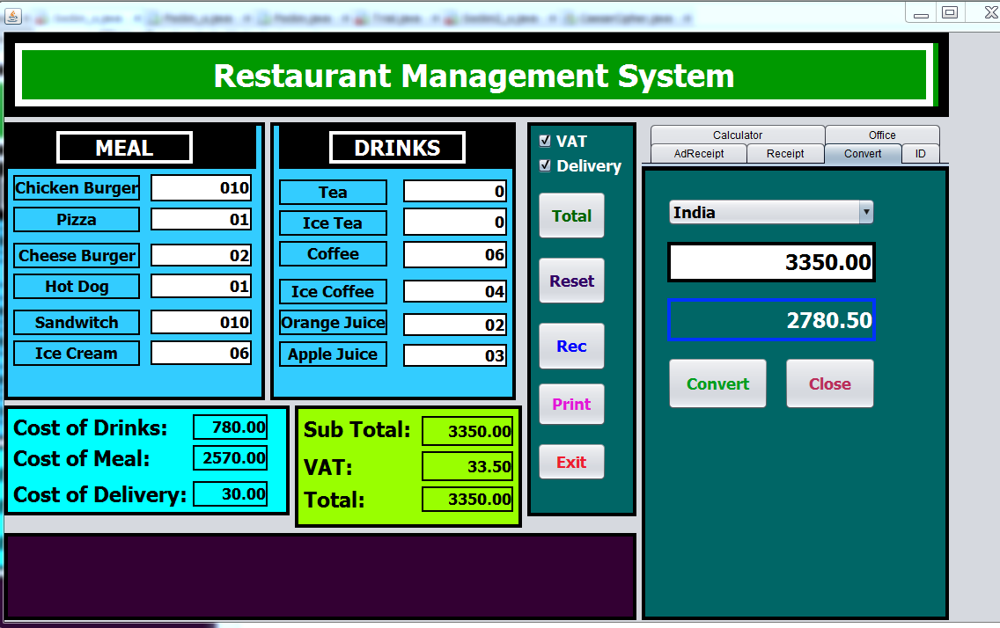 Restaurant Management System
MEAL
Chicken Burger 010
Pizza 01
Cheese Burger 02
Hot Dog 01
Sandwitch 010
Ice Cream 06
DRINKS
Tea 0
Ice Tea 0
Coffee 06
Ice Coffee 04
Orange Juice 02
Apple Juice 03
VAT
Delivery
Total
Reset
Rec
Print
Exit
Calculator Office
AdReceipt Receipt Convert ID
India
3350.00
2780.50
Convert Close
Cost of Drinks: 780.00
Cost of Meal: 2570.00
Cost of Delivery: 30.00
Sub Total: 3350.00
VAT: 33.50
Total: 3350.00